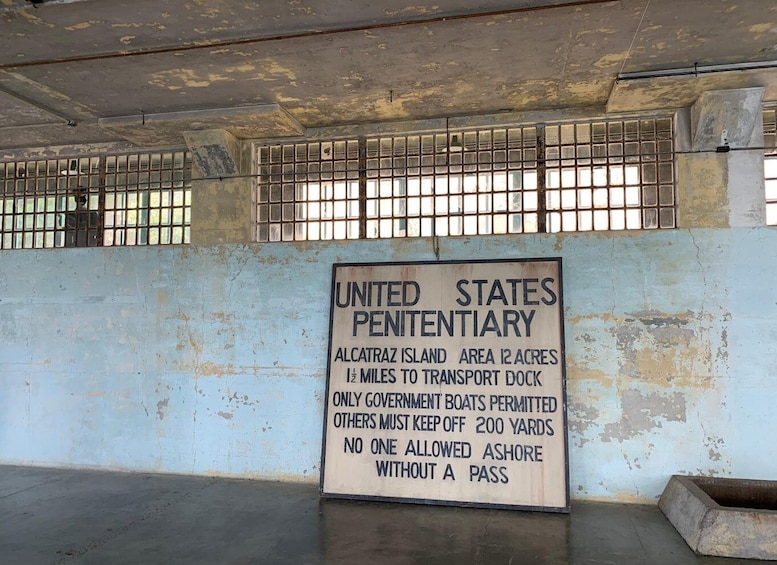 UNITED STATES
PENITENTIARY
ALCATRAZ ISLAND AREA 12 ACRES
1½ MILES TO TRANSPORT DOCK
ONLY GOVERNMENT BOATS PERMITTED
OTHERS MUST KEEP OFF 200 YARDS
NO ONE ALLOWED ASHORE
WITHOUT A PASS